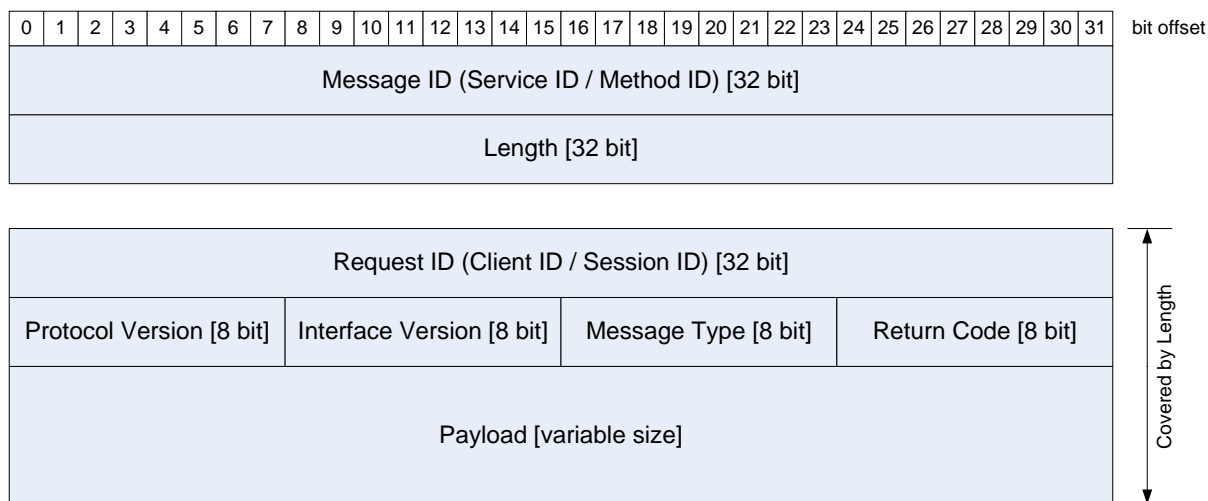 0 1 2 3 4 5 6 7 8 9 10 11 12 13 14 15 16 17 18 19 20 21 22 23 24 25 26 27 28 29 30 31 bit offset
Message ID (Service ID / Method ID) [32 bit]
Length [32 bit]
Request ID (Client ID / Session ID) [32 bit]
Protocol Version [8 bit] Interface Version [8 bit] Message Type [8 bit] Return Code [8 bit]
Payload [variable size]
Covered by Length